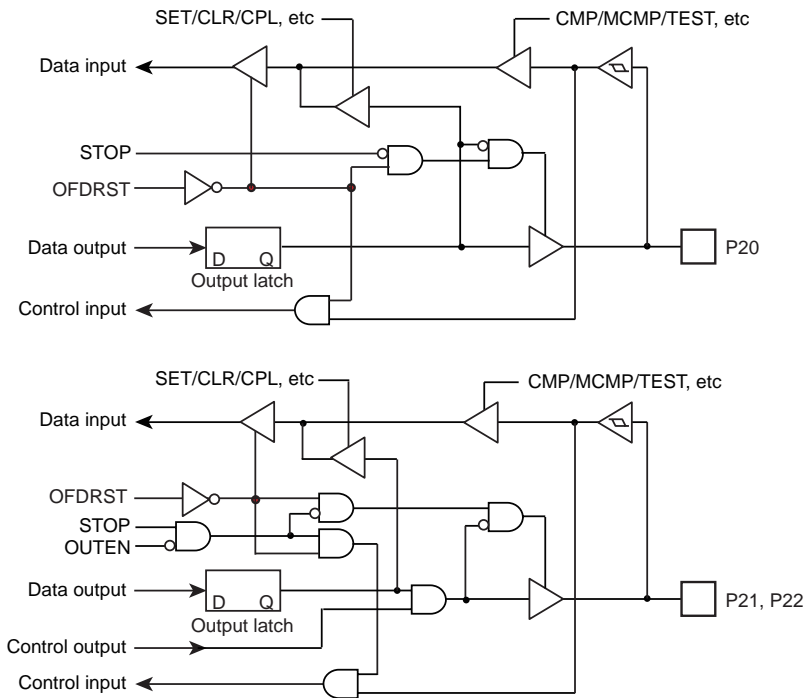 SET/CLR/CPL, etc
CMP/MCMP/TEST, etc
Data input
STOP
OFDRST
Data output
D Q
P20
Output latch
Control input
SET/CLR/CPL, etc
CMP/MCMP/TEST, etc
Data input
OFDRST
STOP
OUTEN
Data output
D Q
P21, P22
Output latch
Control output
Control input